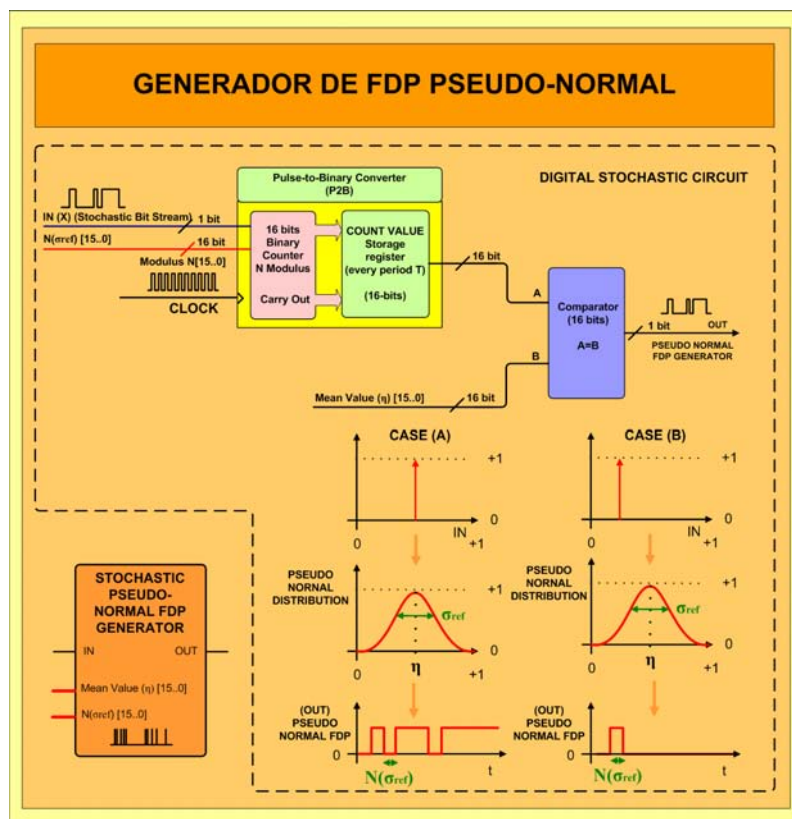 GENERADOR DE FDP PSEUDO-NORMAL
DIGITAL STOCHASTIC CIRCUIT
Pulse-to-Binary Converter
(P2B)
IN (X) (Stochastic Bit Stream)
1 bit
N(σref) [15..0]
16 bit
Modulus N[15..0]
CLOCK
16 bits
Binary
Counter
N Modulus
Carry Out
COUNT VALUE
Storage
register
(every period T)
(16-bits)
16 bit
A
B
Comparator
(16 bits)
A=B
1 bit
OUT
PSEUDO NORMAL
FDP GENERATOR
Mean Value (η) [15..0]
16 bit
CASE (A)
+1
0
0
IN
+1
PSEUDO
NORNAL
DISTRIBUTION
+1
σref
0
0
η
+1
(OUT)
PSEUDO
NORMAL FDP
0
N(σref)
t
CASE (B)
+1
0
0
IN
+1
PSEUDO
NORNAL
DISTRIBUTION
+1
σref
0
0
η
+1
(OUT)
PSEUDO
NORMAL FDP
0
N(σref)
t
STOCHASTIC
PSEUDO-
NORMAL FDP
GENERATOR
IN
OUT
Mean Value (η) [15..0]
N(σref) [15..0]